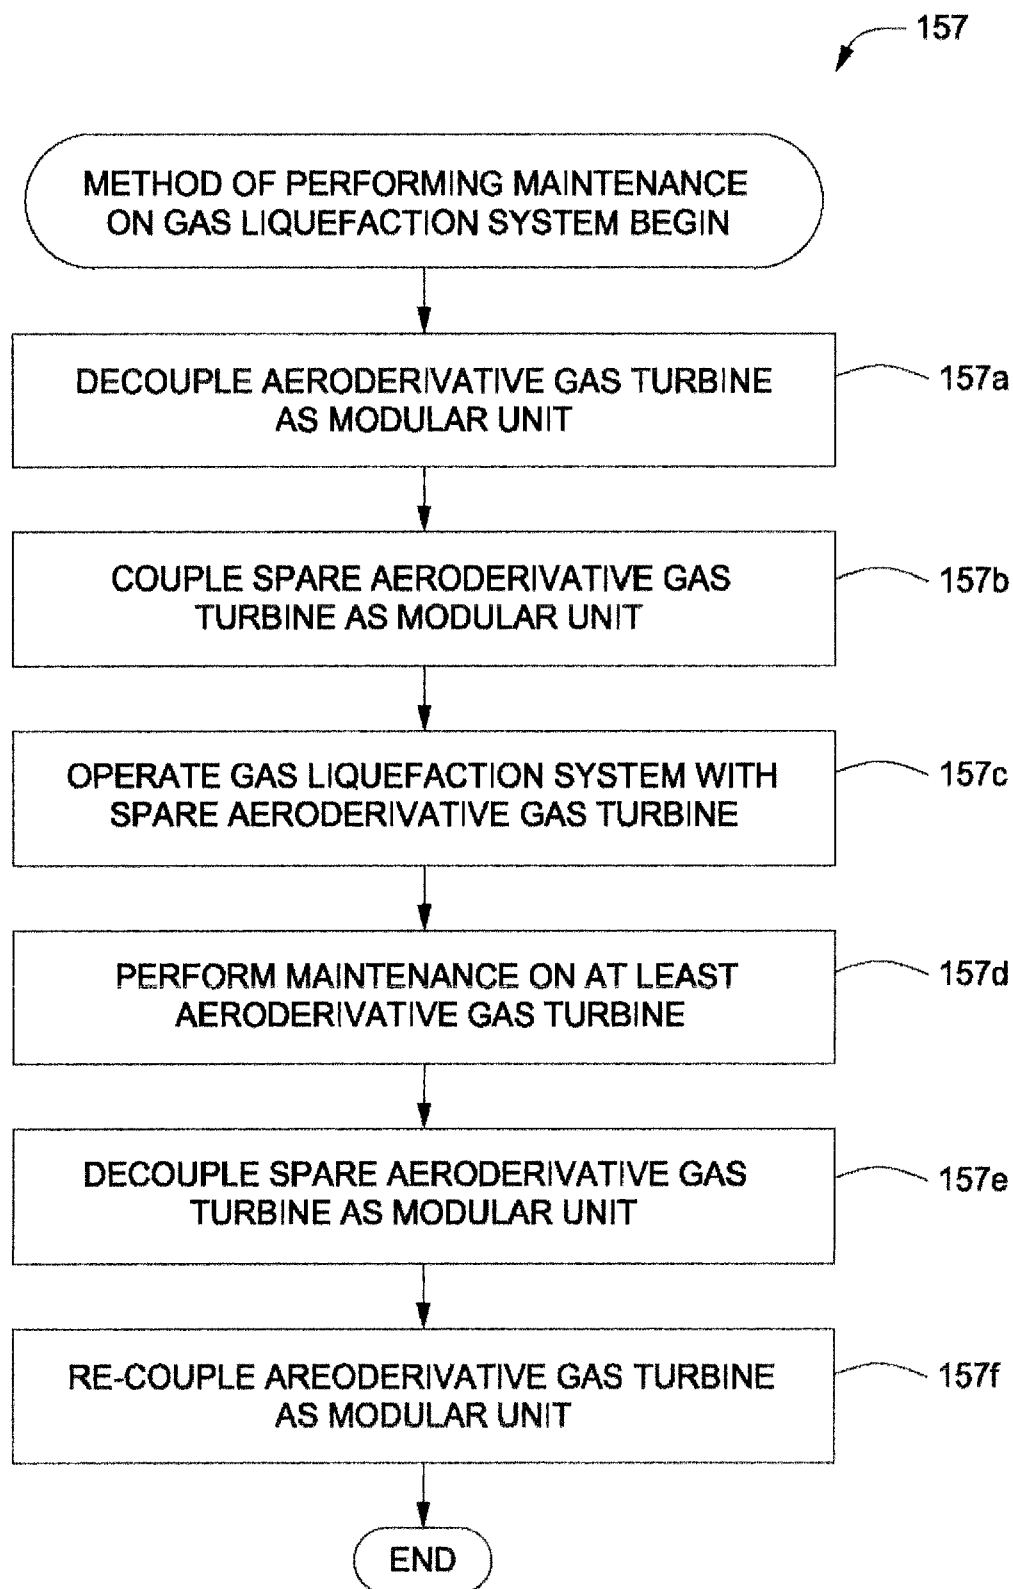 157
METHOD OF PERFORMING MAINTENANCE
ON GAS LIQUEFACTION SYSTEM BEGIN
DECOUPLE AERODERIVATIVE GAS TURBINE
AS MODULAR UNIT
157a
COUPLE SPARE AERODERIVATIVE GAS
TURBINE AS MODULAR UNIT
157b
OPERATE GAS LIQUEFACTION SYSTEM WITH
SPARE AERODERIVATIVE GAS TURBINE
157c
PERFORM MAINTENANCE ON AT LEAST
AERODERIVATIVE GAS TURBINE
157d
DECOUPLE SPARE AERODERIVATIVE GAS
TURBINE AS MODULAR UNIT
157e
RE-COUPLE AREODERIVATIVE GAS TURBINE
AS MODULAR UNIT
157f
END